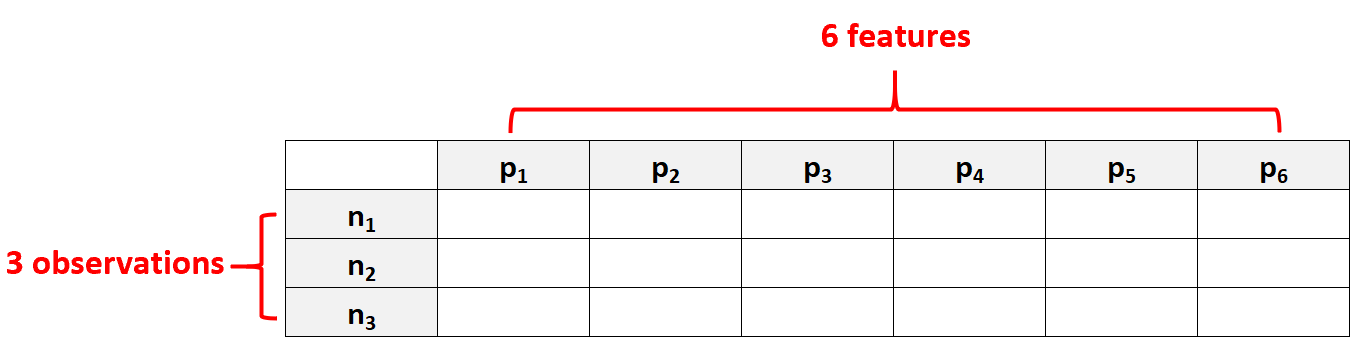 6 features
p₁ p₂ p₃ p₄ p₅ p₆
n₁
3 observations
n₂
n₃